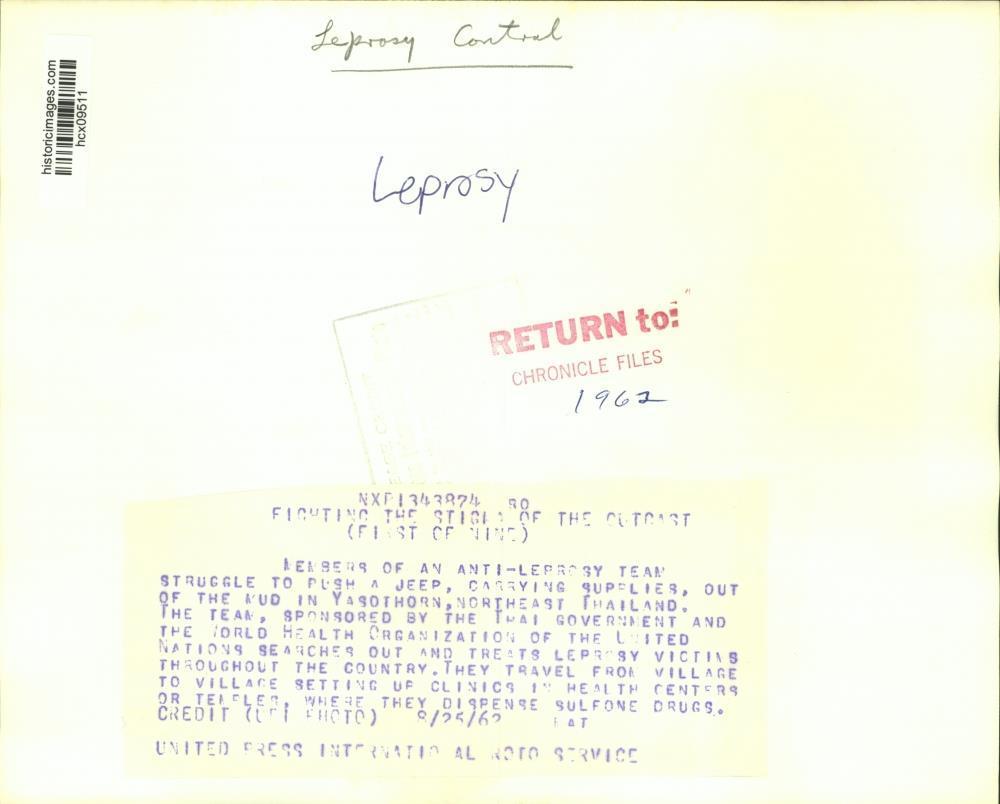 Leprosy Control
historicimages.com
hcx09511
Leprosy
RETURN to:
CHRONICLE FILES
1962
NXP1343874 BO
FIGHTING THE STIGMA OF THE OUTCAST
(FIRST OF NINE)
MEMBERS OF AN ANTI-LEPROSY TEAM
STRUGGLE TO PUSH A JEEP, CARRYING SUPPLIES, OUT
OF THE MUD IN YASOTHORN, NORTHEAST THAILAND.
THE TEAM, SPONSORED BY THE THAI GOVERNMENT AND
THE WORLD HEALTH ORGANIZATION OF THE UNITED
NATIONS SEARCHES OUT AND TREATS LEPROSY VICTIMS
THROUGHOUT THE COUNTRY. THEY TRAVEL FROM VILLAGE
TO VILLAGE SETTING UP CLINICS IN HEALTH CENTERS
OR TEMPLES, WHERE THEY DISPENSE SULFONE DRUGS.
CREDIT (UPI PHOTO) 8/25/62
UNITED PRESS INTERNATIONAL ROTO SERVICE